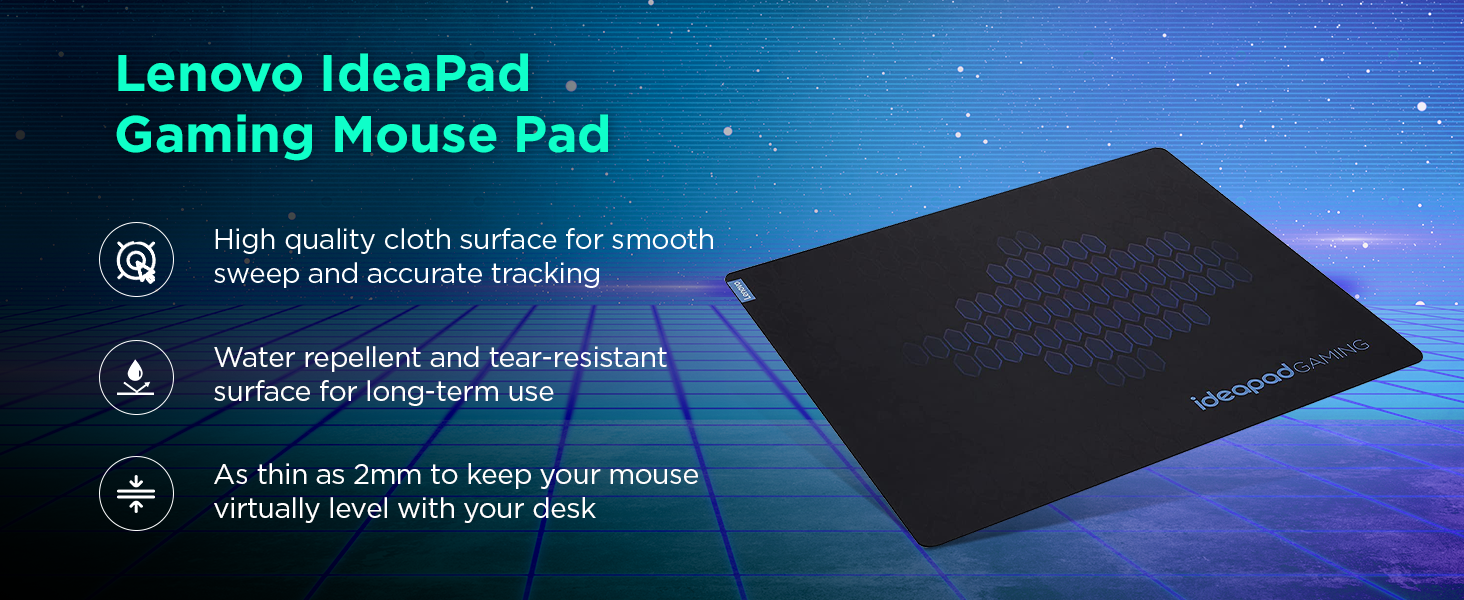 Lenovo IdeaPad
Gaming Mouse Pad
High quality cloth surface for smooth
sweep and accurate tracking
Water repellent and tear-resistant
surface for long-term use
As thin as 2mm to keep your mouse
virtually level with your desk
Lenovo
ideapad GAMING